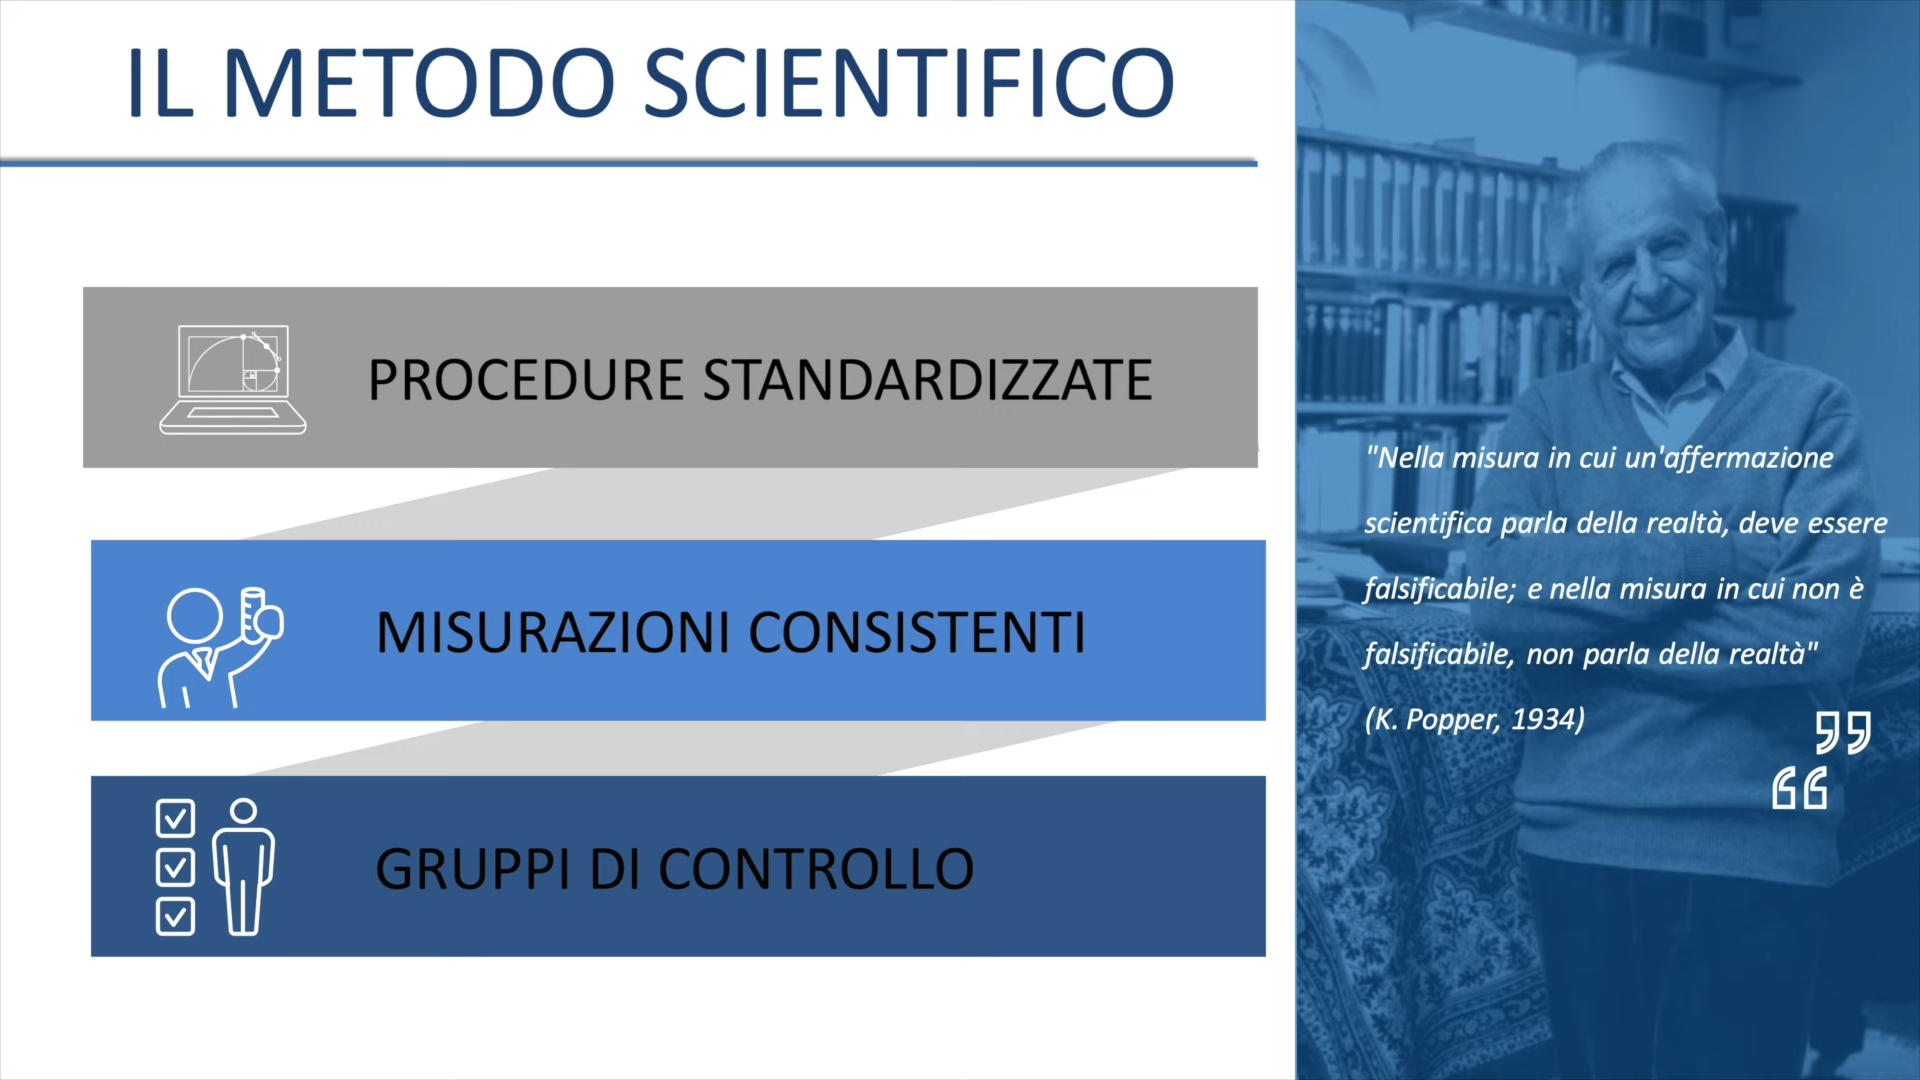 IL METODO SCIENTIFICO
PROCEDURE STANDARDIZZATE
MISURAZIONI CONSISTENTI
GRUPPI DI CONTROLLO
"Nella misura in cui un'affermazione
scientifica parla della realtà, deve essere
falsificabile; e nella misura in cui non è
falsificabile, non parla della realtà"
(K. Popper, 1934)